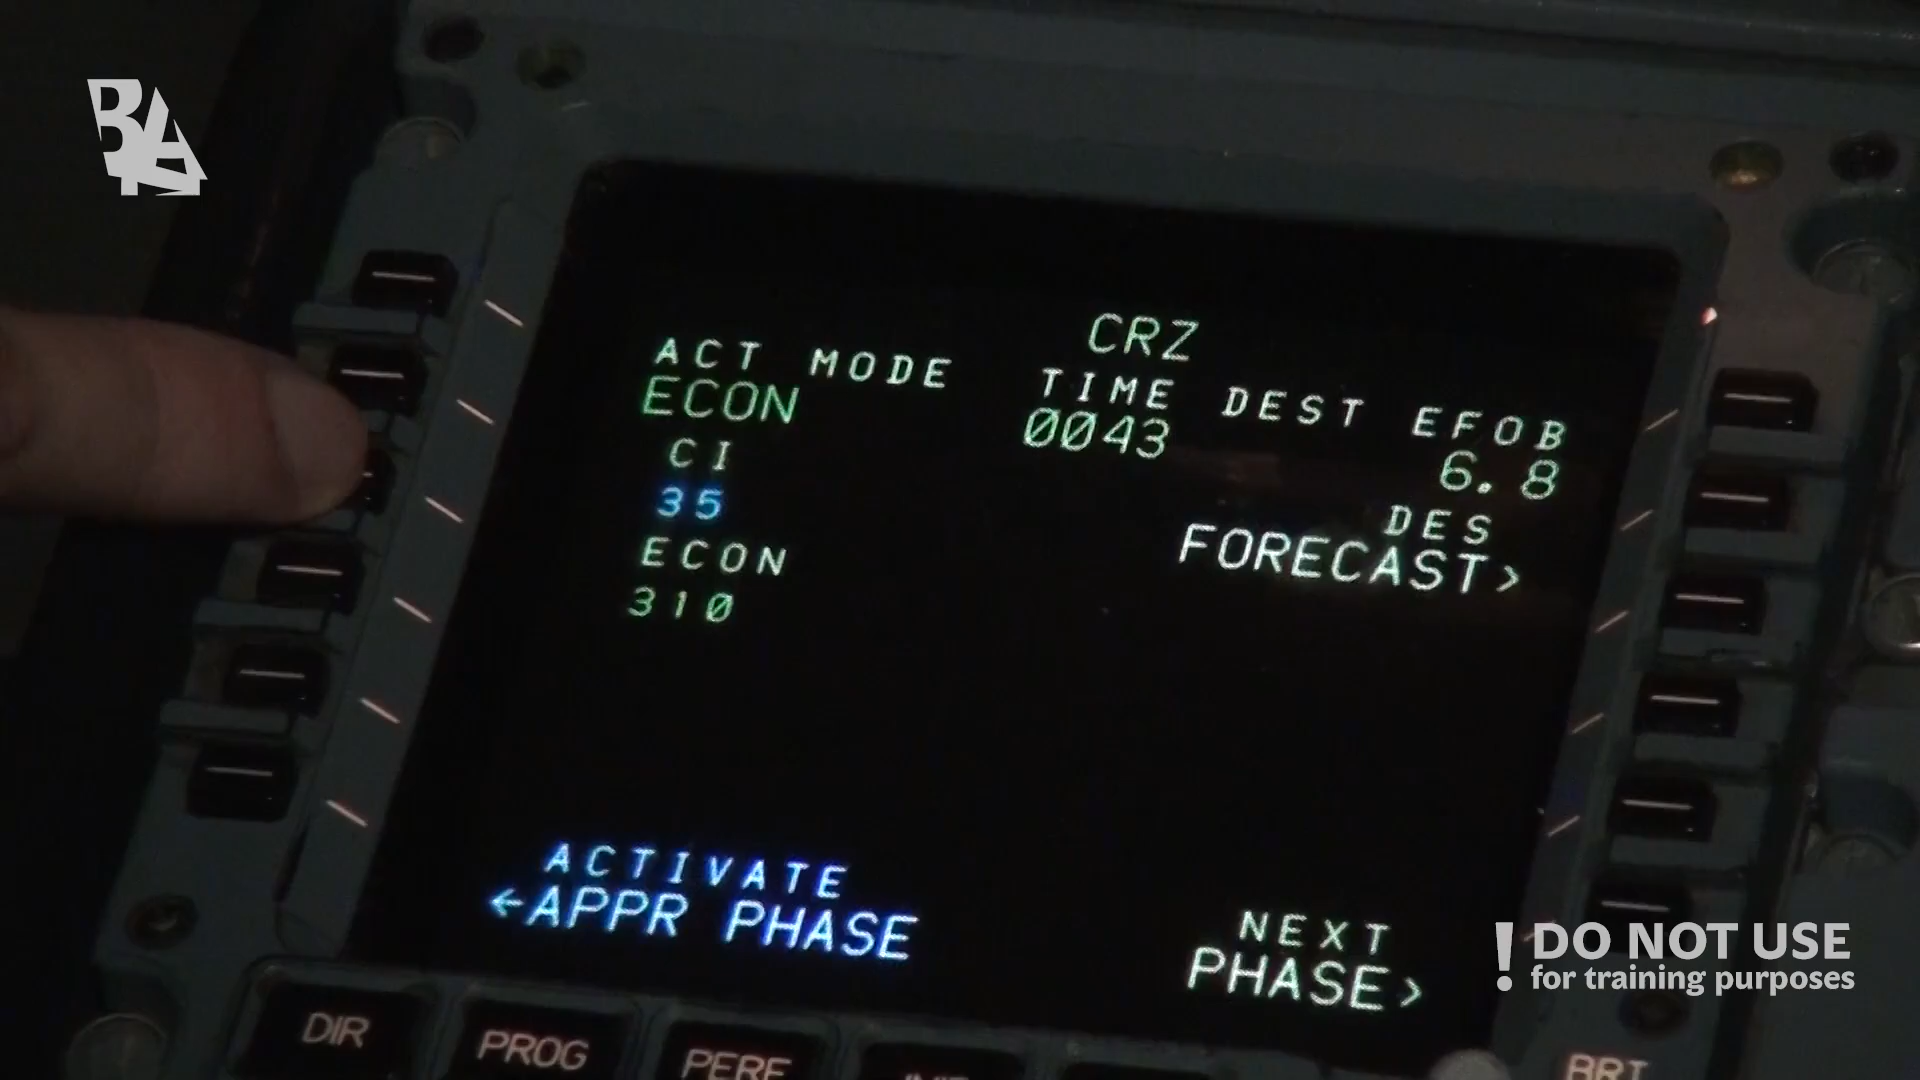 CRZ
ACT MODE TIME DEST EFOB
ECON 0043 6.8
CI DES
35 FORECAST>
ECON
310
ACTIVATE
←APPR PHASE
NEXT
PHASE>
DIR PROG PERF
BRT
! DO NOT USE
for training purposes